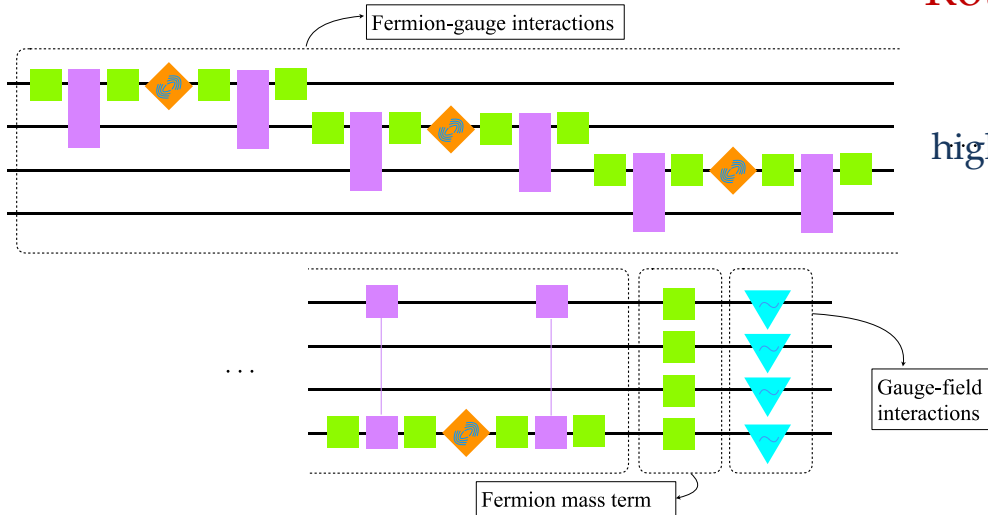 Fermion-gauge interactions
. . .
Gauge-field
interactions
Fermion mass term